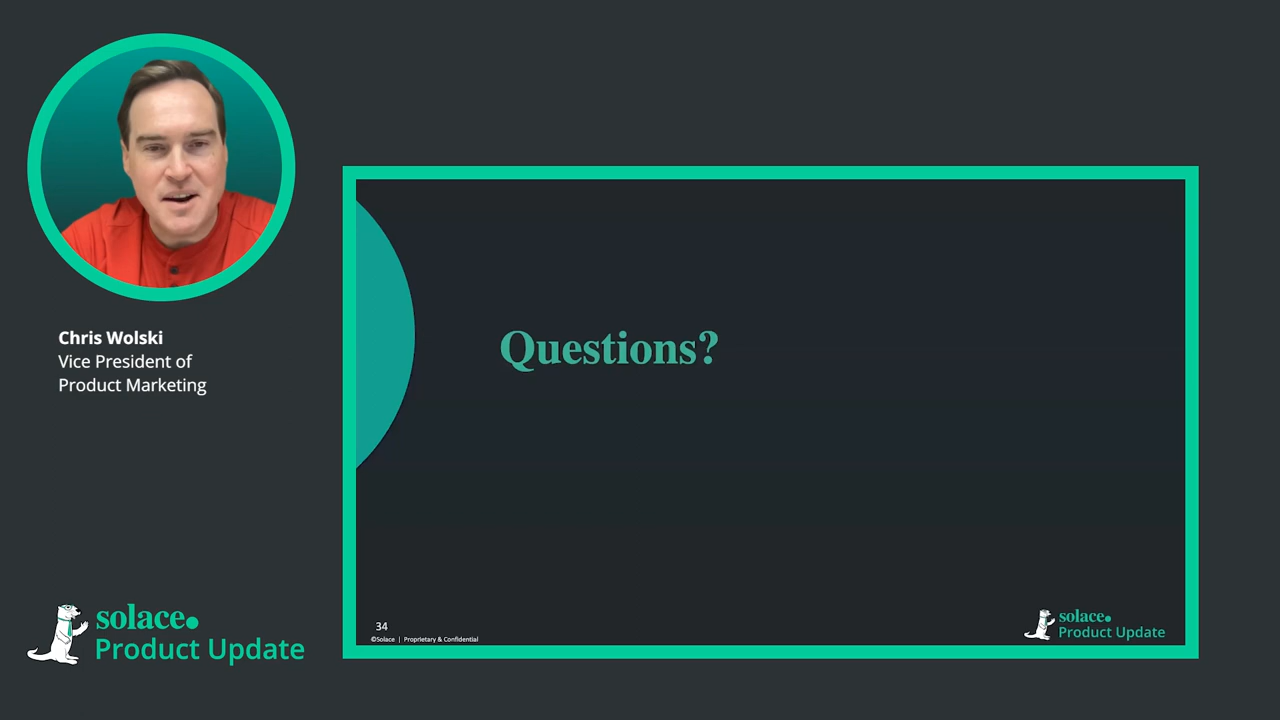 Chris Wolski
Vice President of
Product Marketing
solace.
Product Update
Questions?
34
©Solace | Proprietary & Confidential
solace.
Product Update